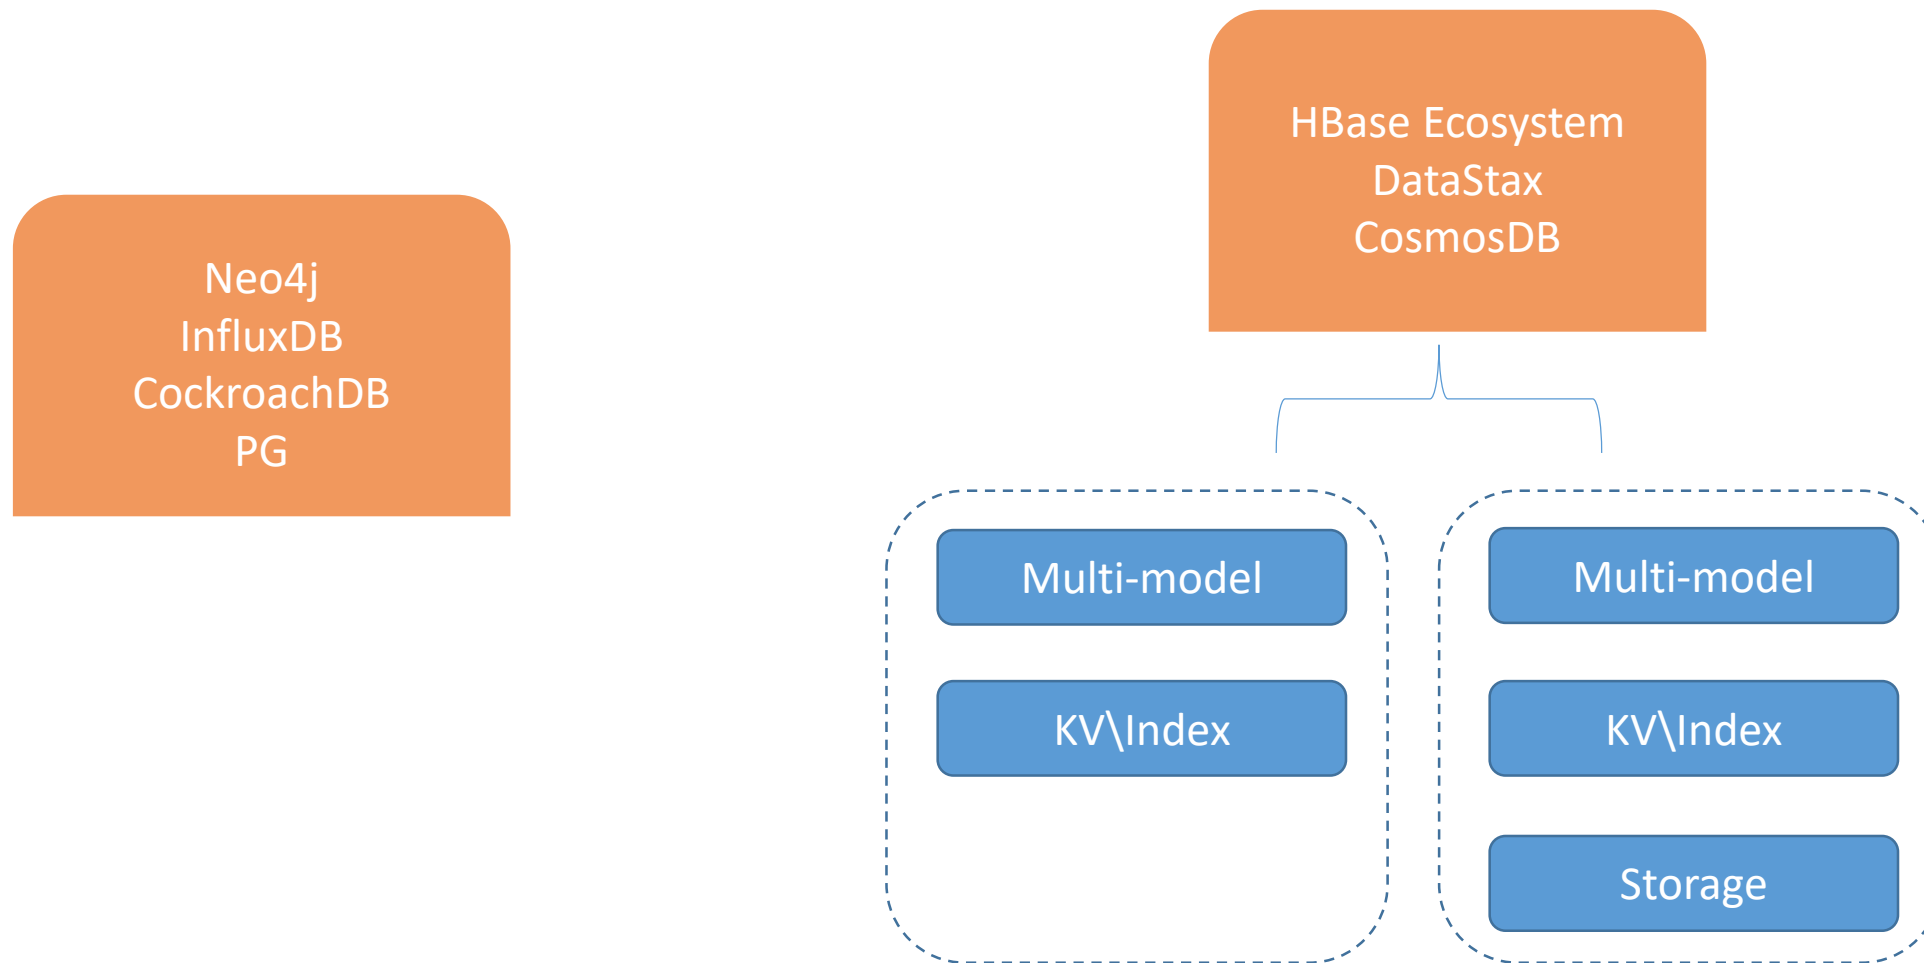 Neo4j
InfluxDB
CockroachDB
PG
HBase Ecosystem
DataStax
CosmosDB
Multi-model
KV\Index
Multi-model
KV\Index
Storage